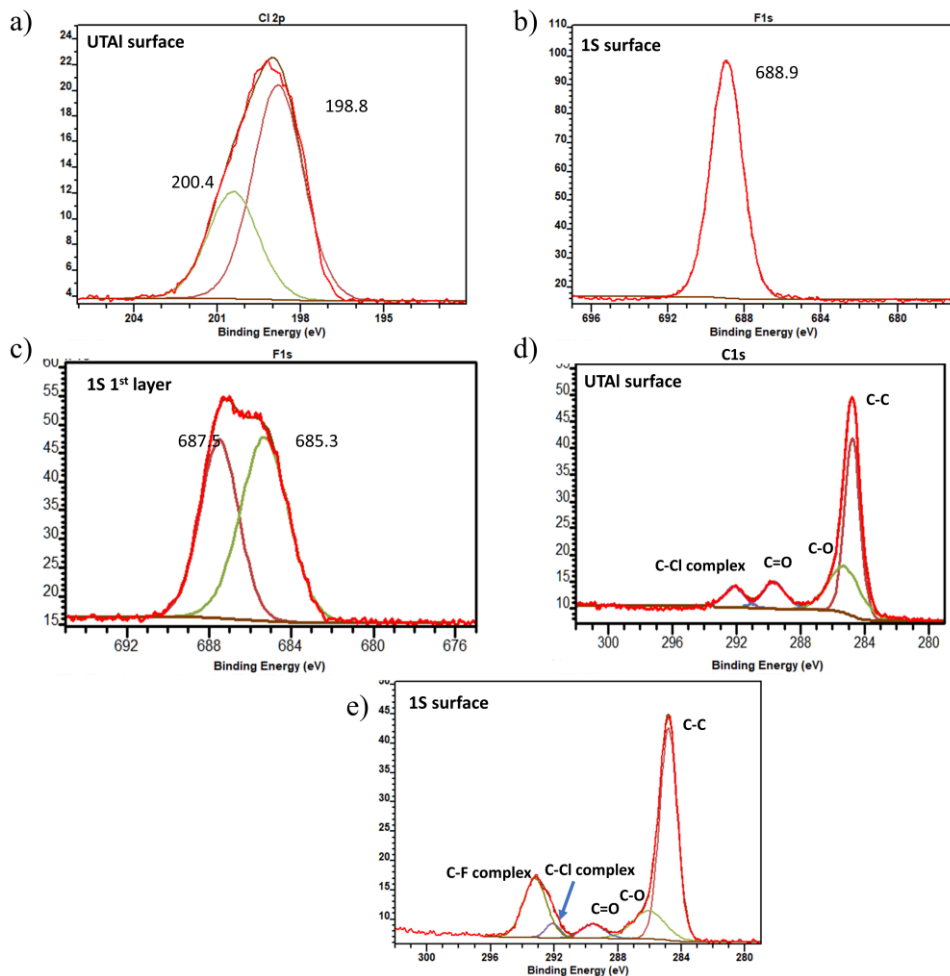 a)
Cl 2p
UTAl surface
24
22
20
18
16
14
12
10
8
6
4
198.8
200.4
204
201
198
195
Binding Energy (eV)
b)
F1s
1S surface
110
100
90
80
70
60
50
40
30
20
688.9
696
692
688
684
680
Binding Energy (eV)
c)
F1s
1S 1st layer
60
55
50
45
40
35
30
25
20
15
687.5
685.3
692
688
684
680
676
Binding Energy (eV)
d)
C1s
UTAl surface
55
50
45
40
35
30
25
20
15
10
C-C
C-O
C=O
C-Cl complex
300
296
292
288
284
280
Binding Energy (eV)
e)
1S surface
45
40
35
30
25
20
15
10
C-C
C-F complex
C-Cl complex
C=O
C-O
300
296
292
288
284
280
Binding Energy (eV)